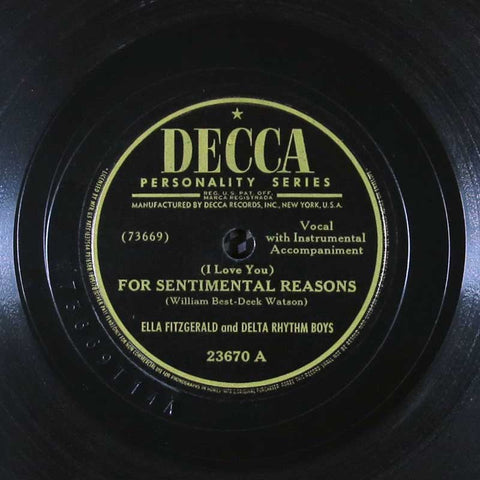 DECCA
PERSONALITY SERIES
REG. U.S. PAT. OFF.
MARCA REGISTRADA
MANUFACTURED BY DECCA RECORDS, INC., NEW YORK, U.S.A.
(73669)
Vocal
with Instrumental
Accompaniment
(I Love You)
FOR SENTIMENTAL REASONS
(William Best-Deek Watson)
ELLA FITZGERALD and DELTA RHYTHM BOYS
23670 A